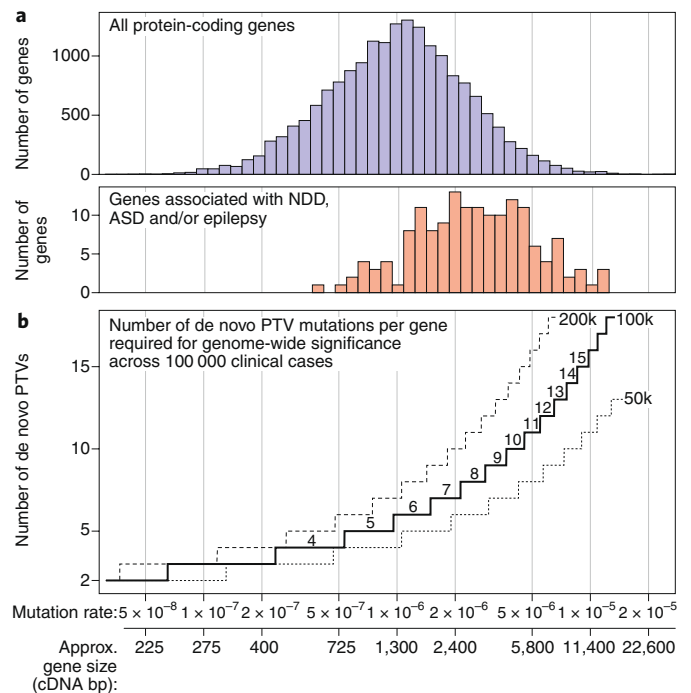 a
All protein-coding genes
Number of genes
1000
500
0
Genes associated with NDD,
ASD and/or epilepsy
Number of
genes
10
5
0
b
Number of de novo PTV mutations per gene
required for genome-wide significance
across 100 000 clinical cases
Number of de novo PTVs
15
10
5
2
200k
100k
50k
4
5
6
7
8
9
10
11
12
13
14
15
Mutation rate: 5 × 10⁻⁸ 1 × 10⁻⁷ 2 × 10⁻⁷ 5 × 10⁻⁷ 1 × 10⁻⁶ 2 × 10⁻⁶ 5 × 10⁻⁶ 1 × 10⁻⁵ 2 × 10⁻⁵
Approx. 225 275 400 725 1,300 2,400 5,800 11,400 22,600
gene size
(cDNA bp):